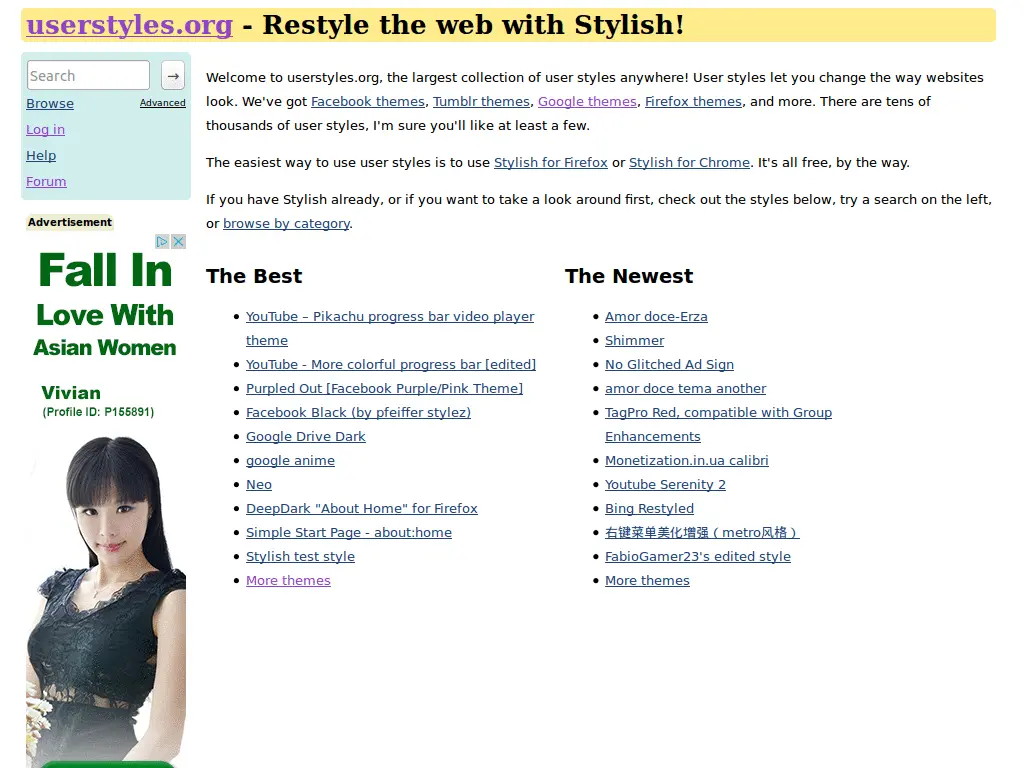 userstyles.org - Restyle the web with Stylish!
Search →
Browse Advanced
Log in
Help
Forum
Advertisement
Fall In
Love With
Asian Women
Vivian
(Profile ID: P155891)
Welcome to userstyles.org, the largest collection of user styles anywhere! User styles let you change the way websites
look. We've got Facebook themes, Tumblr themes, Google themes, Firefox themes, and more. There are tens of
thousands of user styles, I'm sure you'll like at least a few.
The easiest way to use user styles is to use Stylish for Firefox or Stylish for Chrome. It's all free, by the way.
If you have Stylish already, or if you want to take a look around first, check out the styles below, try a search on the left,
or browse by category.
The Best
YouTube – Pikachu progress bar video player
theme
YouTube - More colorful progress bar [edited]
Purpled Out [Facebook Purple/Pink Theme]
Facebook Black (by pfeiffer stylez)
Google Drive Dark
google anime
Neo
DeepDark "About Home" for Firefox
Simple Start Page - about:home
Stylish test style
More themes
The Newest
Amor doce-Erza
Shimmer
No Glitched Ad Sign
amor doce tema another
TagPro Red, compatible with Group
Enhancements
Monetization.in.ua calibri
Youtube Serenity 2
Bing Restyled
右键菜单美化增强（metro风格）
FabioGamer23's edited style
More themes